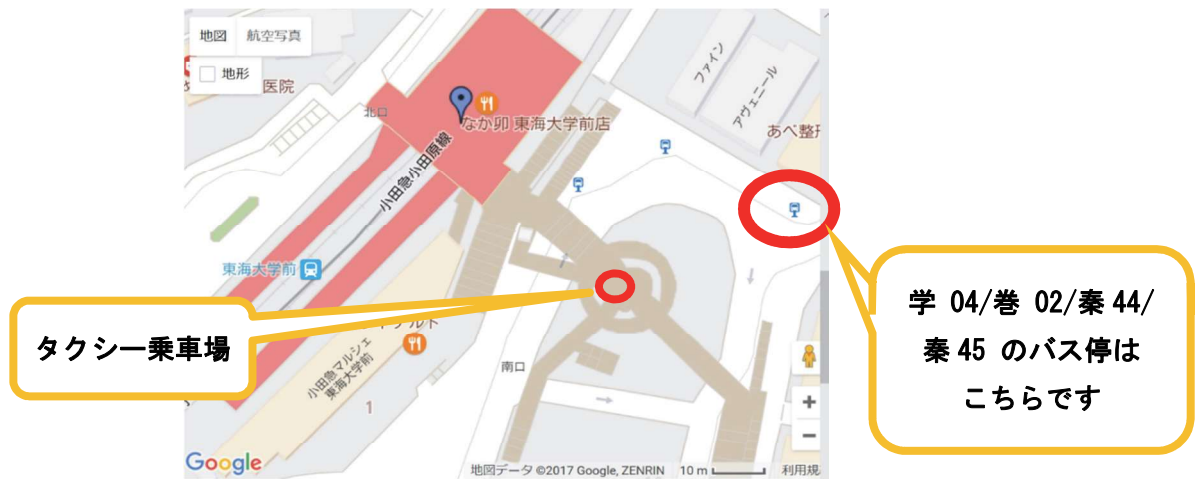 地図 航空写真
地形
医院
北口
なか卯 東海大学前店
小田急小田原線
ファイン
アヴェニール
あべ整形
東海大学前
タクシー乗車場
学 04/巻 02/秦 44/
秦 45 のバス停は
こちらです
小田急マルシェ
東海大学前
南口
1
+
−
Google
地図データ ©2017 Google, ZENRIN 10 m 利用規